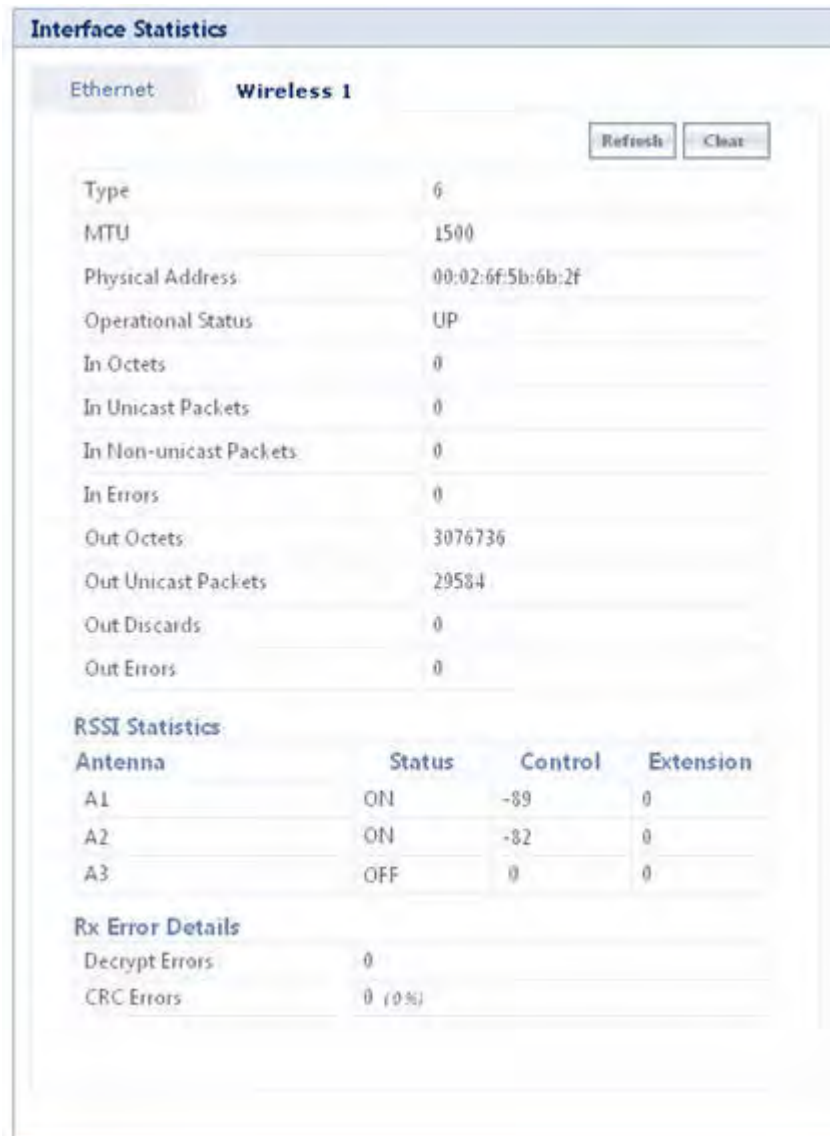 Interface Statistics
Ethernet Wireless 1
Refresh Clear
Type 6
MTU 1500
Physical Address 00:02:6f:5b:6b:2f
Operational Status UP
In Octets 0
In Unicast Packets 0
In Non-unicast Packets 0
In Errors 0
Out Octets 3076736
Out Unicast Packets 29584
Out Discards 0
Out Errors 0
RSSI Statistics
Antenna Status Control Extension
A1 ON -89 0
A2 ON -82 0
A3 OFF 0 0
Rx Error Details
Decrypt Errors 0
CRC Errors 0 (0 %)